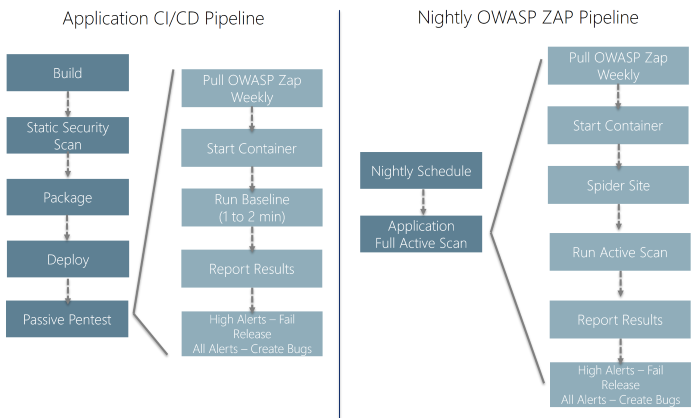 Application CI/CD Pipeline
Build
Static Security
Scan
Package
Deploy
Passive Pentest
Pull OWASP Zap
Weekly
Start Container
Run Baseline
(1 to 2 min)
Report Results
High Alerts – Fail
Release
All Alerts – Create Bugs
Nightly OWASP ZAP Pipeline
Nightly Schedule
Application
Full Active Scan
Pull OWASP Zap
Weekly
Start Container
Spider Site
Run Active Scan
Report Results
High Alerts – Fail
Release
All Alerts – Create Bugs